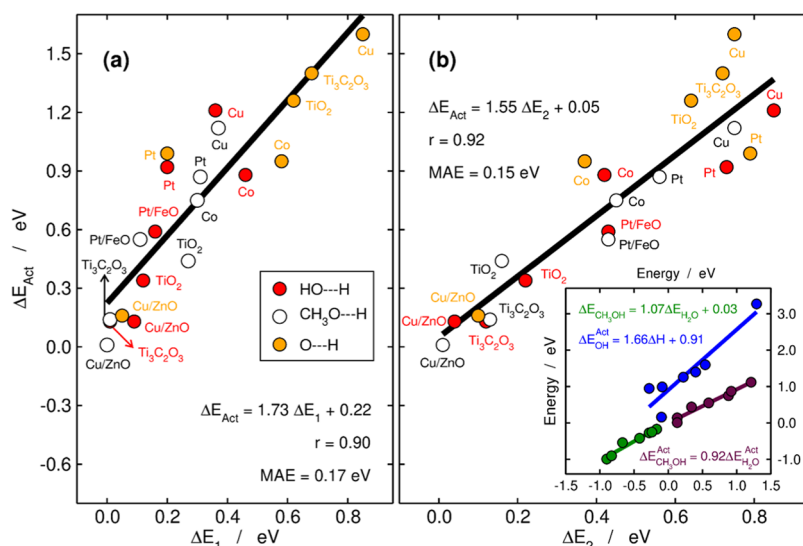 (a)
Cu
Ti₃C₂O₃
TiO₂
Cu
Cu
Pt
Pt
Pt
Co
Co
Co
Pt/FeO
Pt/FeO
Ti₃C₂O₃
TiO₂
TiO₂
Cu/ZnO
Cu/ZnO
Ti₃C₂O₃
Cu/ZnO
HO---H
CH₃O---H
O---H
ΔE_Act = 1.73 ΔE₁ + 0.22
r = 0.90
MAE = 0.17 eV
1.5
1.2
0.9
0.6
0.3
0.0
-0.3
-0.6
ΔE_Act / eV
0.0 0.2 0.4 0.6 0.8
ΔE₁ / eV
(b)
ΔE_Act = 1.55 ΔE₂ + 0.05
r = 0.92
MAE = 0.15 eV
Cu
Ti₃C₂O₃
TiO₂
Cu
Cu
Pt
Pt
Pt
Co
Co
Co
Pt/FeO
Pt/FeO
TiO₂
TiO₂
Cu/ZnO
Cu/ZnO
Ti₃C₂O₃
Ti₃C₂O₃
Cu/ZnO
0.0 0.2 0.4 0.6 0.8
ΔE₂ / eV
Energy / eV
ΔE_CH₃OH = 1.07ΔE_H₂O + 0.03
ΔE_OH^Act = 1.66ΔH + 0.91
ΔE_CH₃OH^Act = 0.92ΔE_H₂O^Act
3.0
2.0
1.0
0.0
-1.0
Energy / eV
-1.5 -1.0 -0.5 0.0 0.5 1.0 1.5